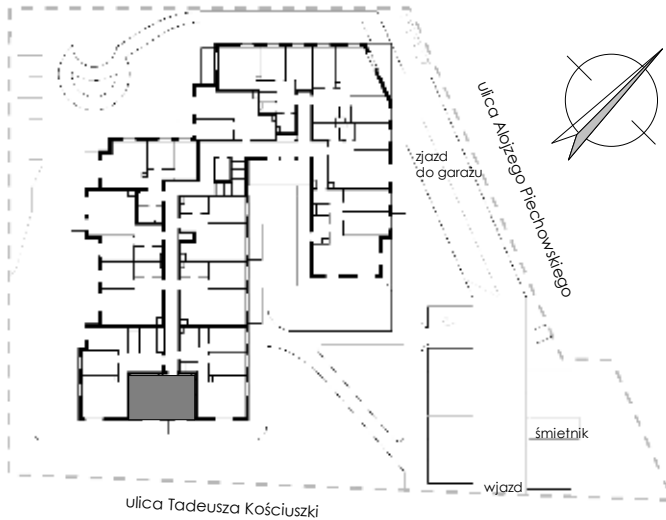 ulica Alojzego Piechowskiego
zjazd
do garażu
śmietnik
wjazd
ulica Tadeusza Kościuszki